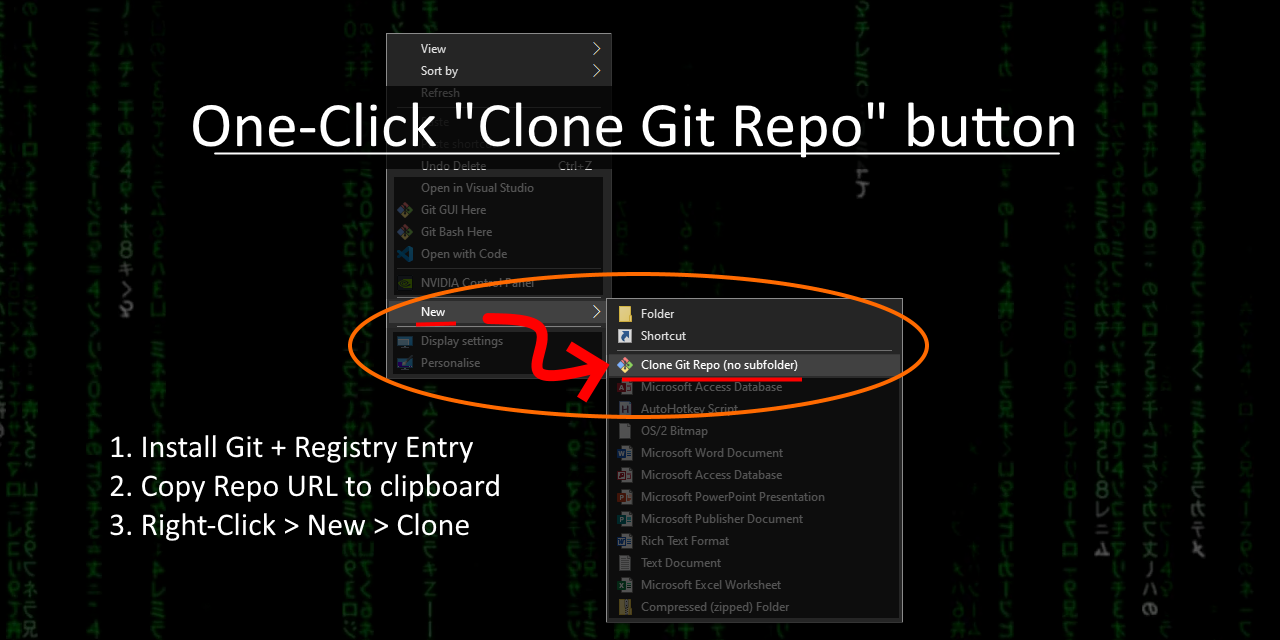 View
Sort by
Refresh
One-Click "Clone Git Repo" button
Undo Delete Ctrl+Z
Open in Visual Studio
Git GUI Here
Git Bash Here
Open with Code
NVIDIA Control Panel
New
Display settings
Personalise
Folder
Shortcut
Clone Git Repo (no subfolder)
Microsoft Access Database
AutoHotkey Script
OS/2 Bitmap
Microsoft Word Document
Microsoft Access Database
Microsoft PowerPoint Presentation
Microsoft Publisher Document
Rich Text Format
Text Document
Microsoft Excel Worksheet
Compressed (zipped) Folder
1. Install Git + Registry Entry
2. Copy Repo URL to clipboard
3. Right-Click > New > Clone